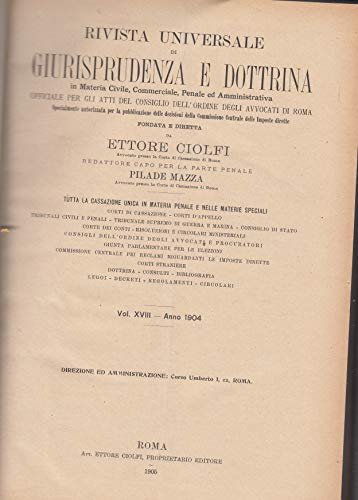 RIVISTA UNIVERSALE
DI
GIURISPRUDENZA E DOTTRINA
in Materia Civile, Commerciale, Penale ed Amministrativa
OFFICIALE PER GLI ATTI DEL CONSIGLIO DELL'ORDINE DEGLI AVVOCATI DI ROMA
Specialmente autorizzata per la pubblicazione delle decisioni della Commissione Centrale delle Imposte dirette
FONDATA E DIRETTA
DA
ETTORE CIOLFI
Avvocato presso la Corte di Cassazione di Roma
REDATTORE CAPO PER LA PARTE PENALE
PILADE MAZZA
Avvocato presso la Corte di Cassazione di Roma
TUTTA LA CASSAZIONE UNICA IN MATERIA PENALE E NELLE MATERIE SPECIALI
CORTI DI CASSAZIONE - CORTI D'APPELLO
TRIBUNALI CIVILI E PENALI - TRIBUNALE SUPREMO DI GUERRA E MARINA - CONSIGLIO DI STATO
CORTE DEI CONTI - RISOLUZIONI E CIRCOLARI MINISTERIALI
CONSIGLI DELL'ORDINE DEGLI AVVOCATI E PROCURATORI
GIUNTA PARLAMENTARE PER LE ELEZIONI
COMMISSIONE CENTRALE PEI RECLAMI RIGUARDANTI LE IMPOSTE DIRETTE
CORTI STRANIERE
DOTTRINA - CONSULTI - BIBLIOGRAFIA
LEGGI - DECRETI e REGOLAMENTI - CIRCOLARI
Vol. XVIII — Anno 1904
DIREZIONE ED AMMINISTRAZIONE: Corso Umberto I, 12, ROMA.
ROMA
Avv. ETTORE CIOLFI, PROPRIETARIO EDITORE
1905